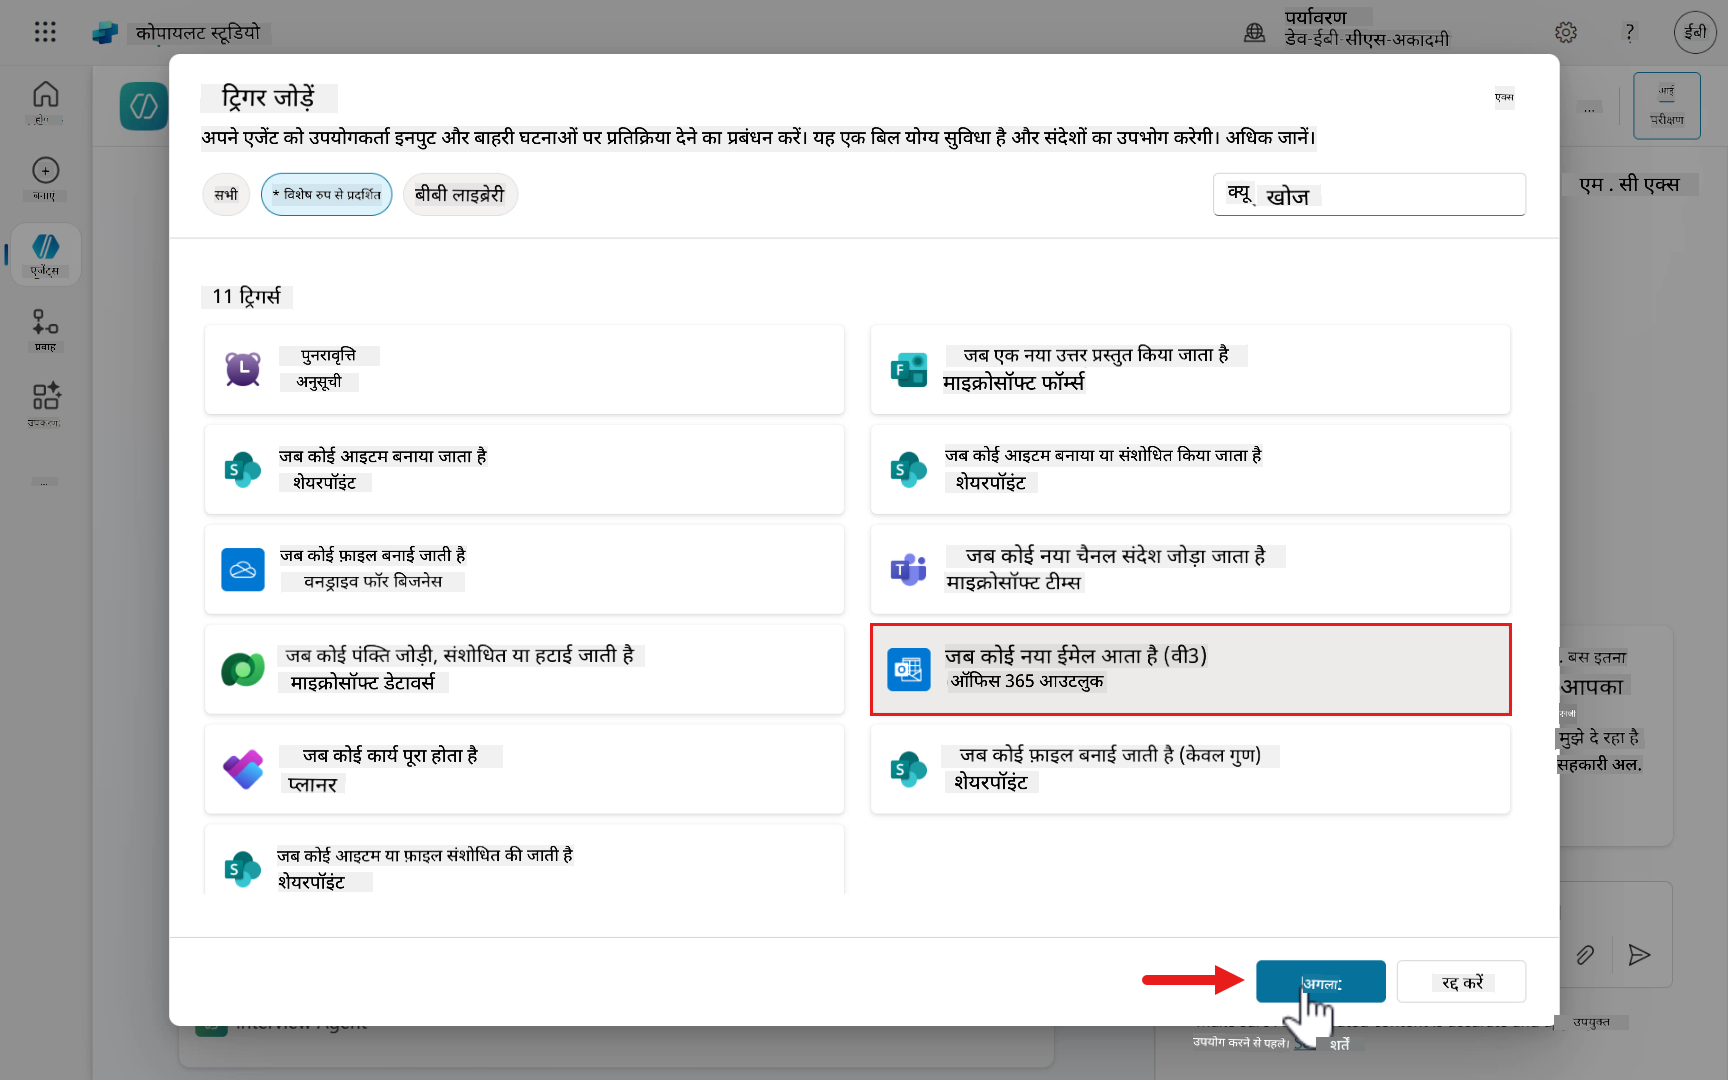 कोपायलट स्टूडियो
पर्यावरण
डेव-ईबी-सीएस-अकादमी
?
ईबी
होम
बनाएं
एजेंट्स
प्रवाह
उपकरण
...
ट्रिगर जोड़ें
एक्स
अपने एजेंट को उपयोगकर्ता इनपुट और बाहरी घटनाओं पर प्रतिक्रिया देने का प्रबंधन करें। यह एक बिल योग्य सुविधा है और संदेशों का उपभोग करेगी। अधिक जानें।
सभी
* विशेष रुप से प्रदर्शित
बीबी लाइब्रेरी
क्यू खोज
...
आई
परीक्षण
एम . सी एक्स
11 ट्रिगर्स
पुनरावृत्ति
अनुसूची
जब एक नया उत्तर प्रस्तुत किया जाता है
माइक्रोसॉफ्ट फॉर्म्स
जब कोई आइटम बनाया जाता है
शेयरपॉइंट
जब कोई आइटम बनाया या संशोधित किया जाता है
शेयरपॉइंट
जब कोई फ़ाइल बनाई जाती है
वनड्राइव फॉर बिजनेस
जब कोई नया चैनल संदेश जोड़ा जाता है
माइक्रोसॉफ्ट टीम्स
जब कोई पंक्ति जोड़ी, संशोधित या हटाई जाती है
माइक्रोसॉफ्ट डेटावर्स
जब कोई नया ईमेल आता है (वी3)
ऑफिस 365 आउटलुक
जब कोई कार्य पूरा होता है
प्लानर
जब कोई फ़ाइल बनाई जाती है (केवल गुण)
शेयरपॉइंट
जब कोई आइटम या फ़ाइल संशोधित की जाती है
शेयरपॉइंट
. बस इतना
आपका
मुझे दे रहा है
सहकारी अल.
अगला:
रद्द करें
Interview Agent
उपयुक्त
उपयोग करने से पहले।
शर्तें